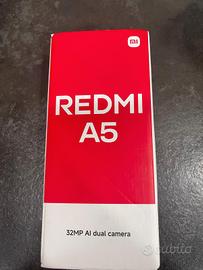 mi
REDMI
A5
32MP AI dual camera
subito